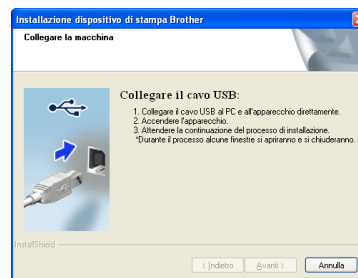 Installazione dispositivo di stampa Brother
Collegare la macchina
Collegare il cavo USB:
1. Collegare il cavo USB al PC e all'apparecchio direttamente.
2. Accendere l'apparecchio.
3. Attendere la continuazione del processo di installazione.
*Durante il processo alcune finestre si apriranno e si chiuderanno.
InstallShield
< Indietro Avanti > Annulla